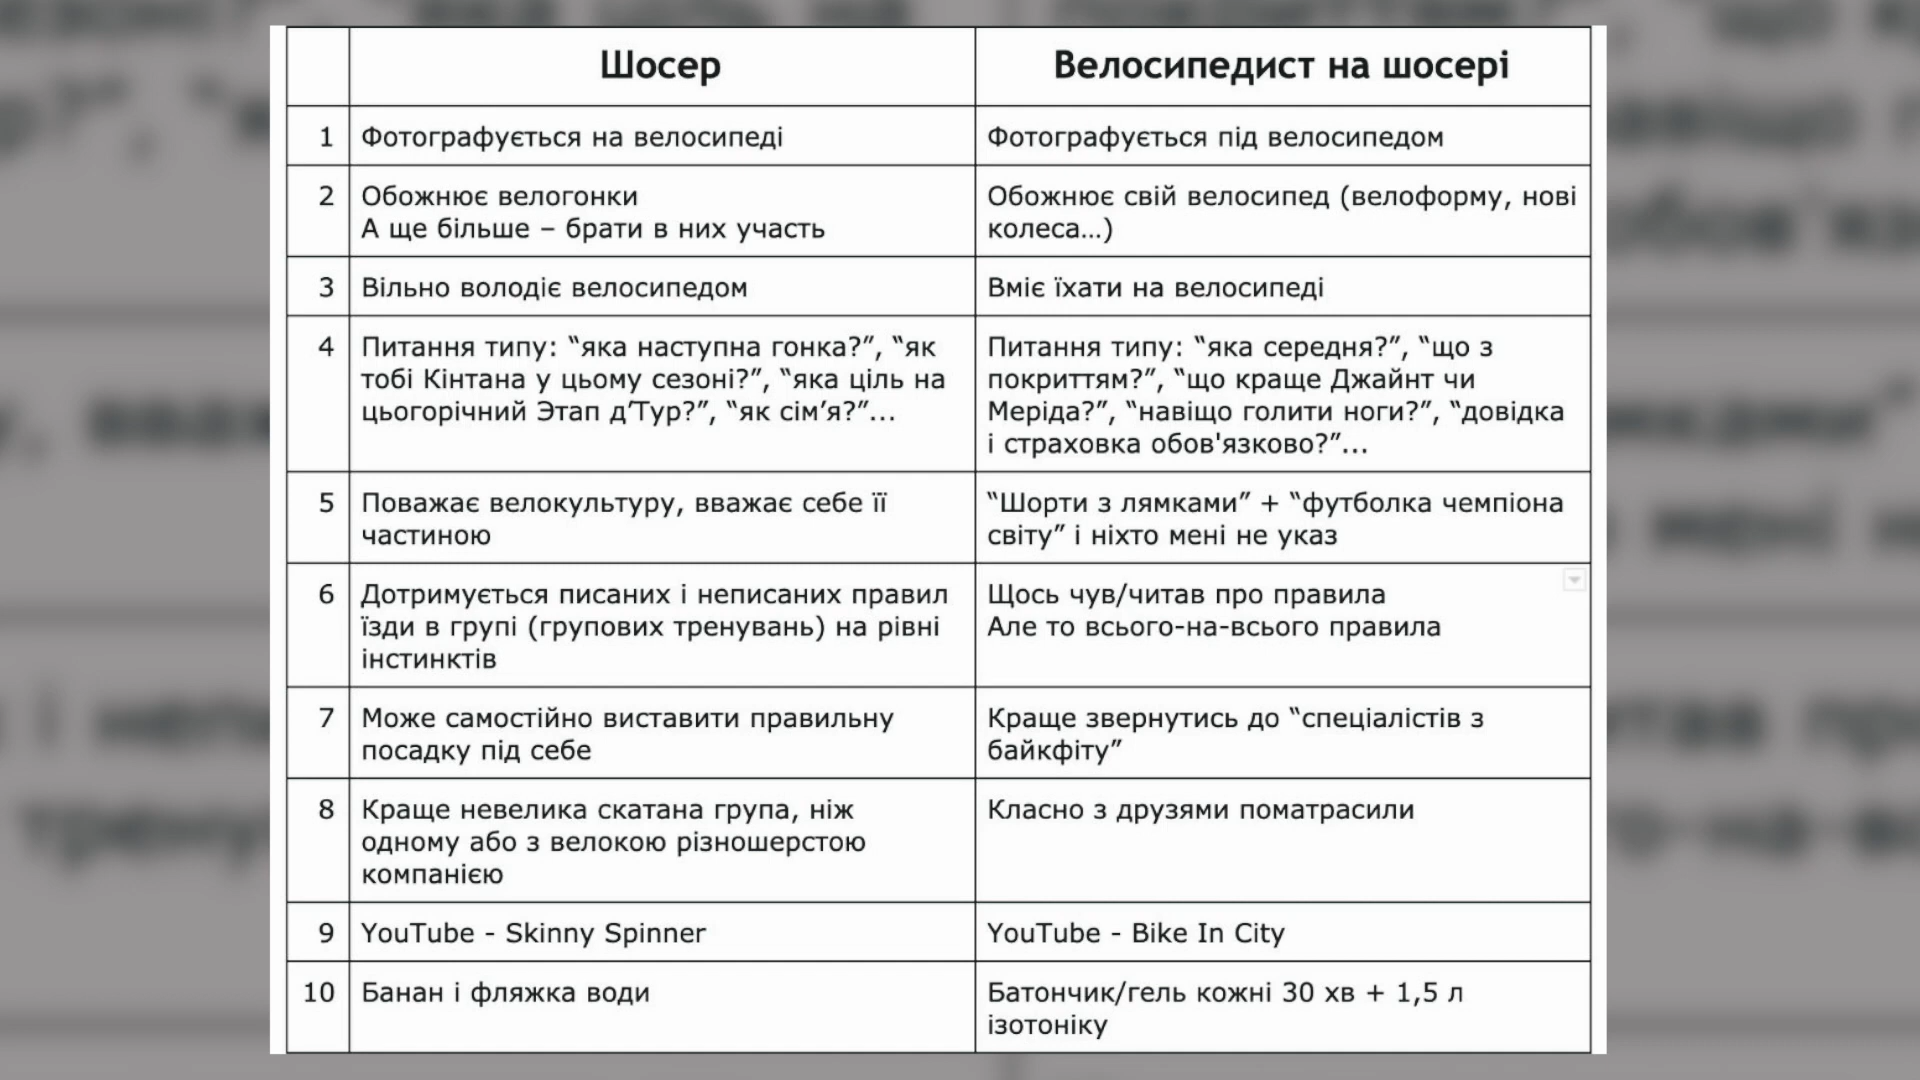 Шосер
Велосипедист на шосері
1
Фотографується на велосипеді
Фотографується під велосипедом
2
Обожнює велогонки
А ще більше – брати в них участь
Обожнює свій велосипед (велоформу, нові
колеса…)
3
Вільно володіє велосипедом
Вміє їхати на велосипеді
4
Питання типу: “яка наступна гонка?”, “як
тобі Кінтана у цьому сезоні?”, “яка ціль на
цьогорічний Этап д’Тур?”, “як сім’я?”...
Питання типу: “яка середня?”, “що з
покриттям?”, “що краще Джайнт чи
Меріда?”, “навіщо голити ноги?”, “довідка
і страховка обов'язково?”...
5
Поважає велокультуру, вважає себе її
частиною
“Шорти з лямками” + “футболка чемпіона
світу” і ніхто мені не указ
6
Дотримується писаних і неписаних правил
їзди в групі (групових тренувань) на рівні
інстинктів
Щось чув/читав про правила
Але то всього-на-всього правила
7
Може самостійно виставити правильну
посадку під себе
Краще звернутись до “спеціалістів з
байкфіту”
8
Краще невелика скатана група, ніж
одному або з велокою різношерстою
компанією
Класно з друзями поматрасили
9
YouTube - Skinny Spinner
YouTube - Bike In City
10
Банан і фляжка води
Батончик/гель кожні 30 хв + 1,5 л
ізотоніку